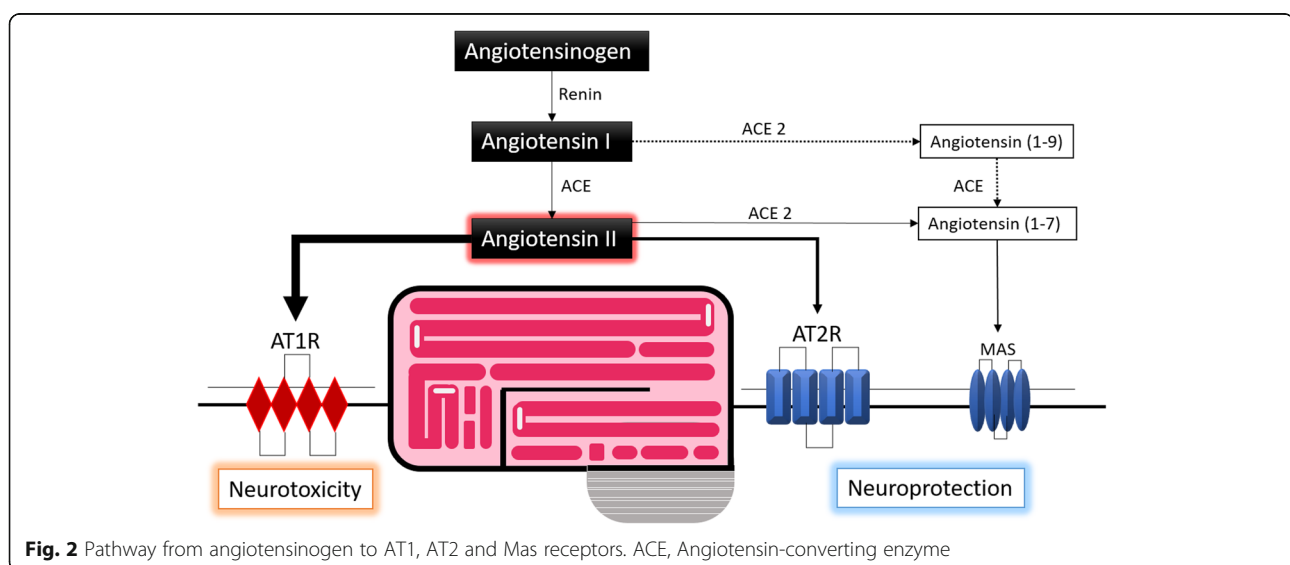 Angiotensinogen
Renin
Angiotensin I
ACE 2
Angiotensin (1-9)
ACE
ACE
Angiotensin II
ACE 2
Angiotensin (1-7)
AT1R
AT2R
MAS
Neurotoxicity
Neuroprotection
Fig. 2 Pathway from angiotensinogen to AT1, AT2 and Mas receptors. ACE, Angiotensin-converting enzyme